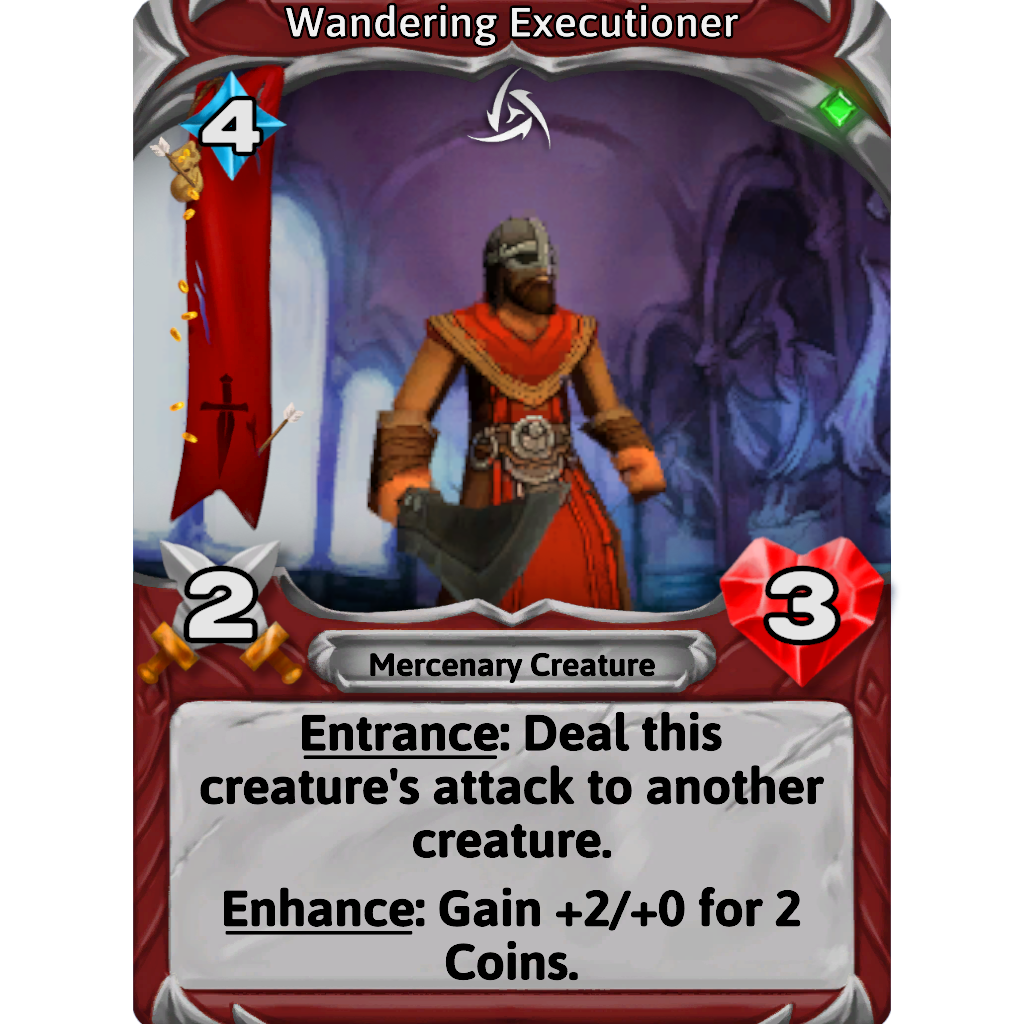 Wandering Executioner
4
2
3
Mercenary Creature
Entrance: Deal this
creature's attack to another
creature.
Enhance: Gain +2/+0 for 2
Coins.